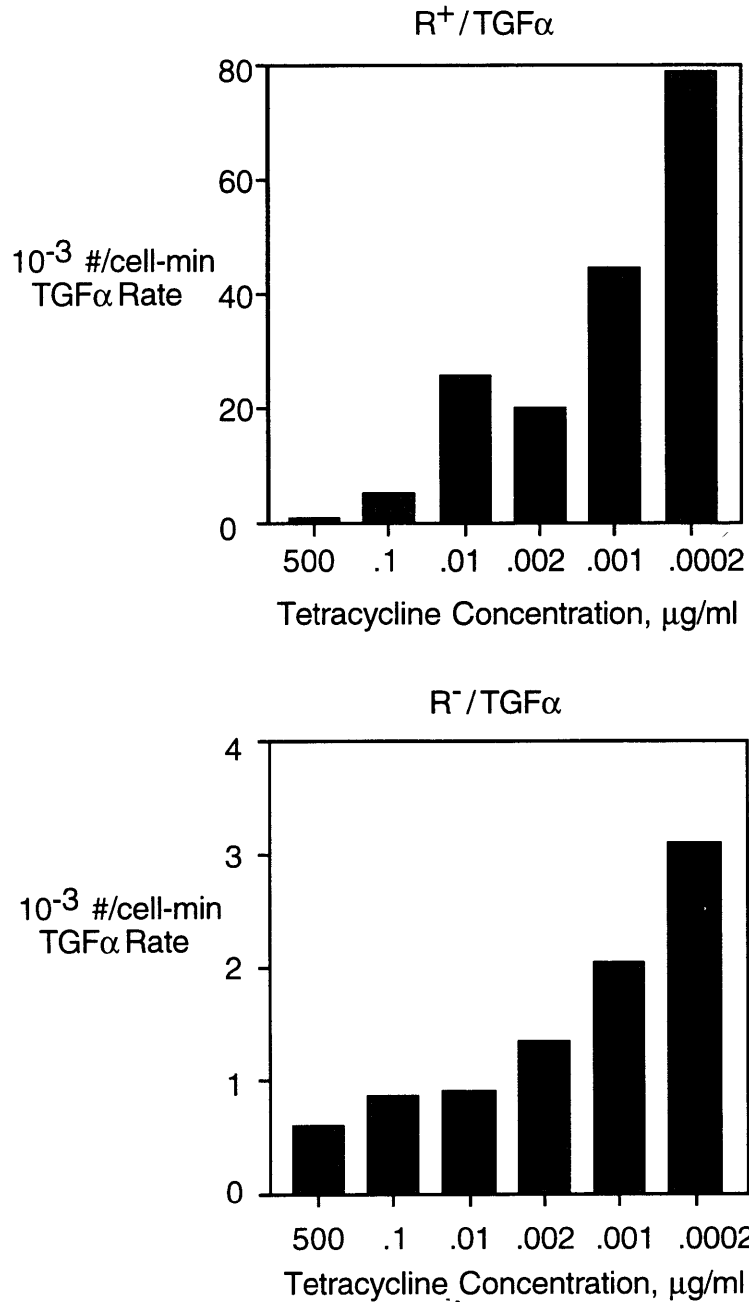 R+/TGFα
80
60
10-3 #/cell-min
TGFα Rate
40
20
0
500 .1 .01 .002 .001 .0002
Tetracycline Concentration, μg/ml
R-/TGFα
4
3
10-3 #/cell-min
TGFα Rate
2
1
0
500 .1 .01 .002 .001 .0002
Tetracycline Concentration, μg/ml